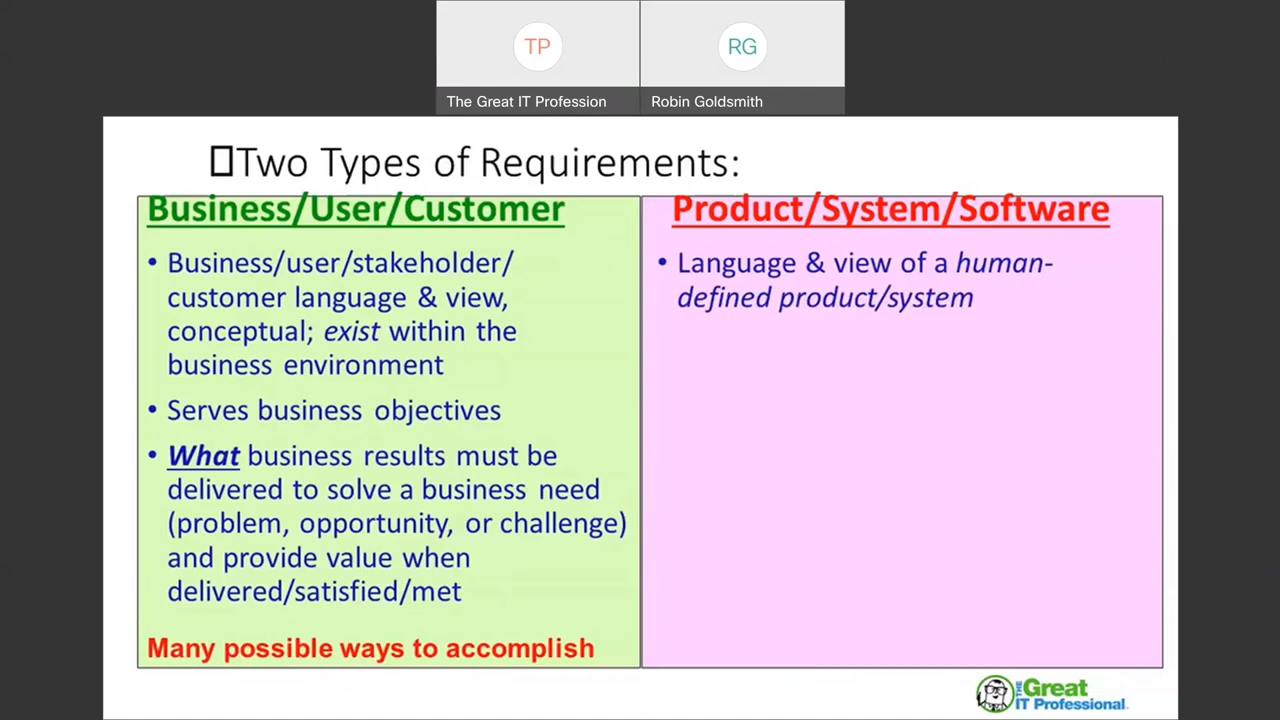 TP
RG
The Great IT Profession
Robin Goldsmith
Two Types of Requirements:
Business/User/Customer
• Business/user/stakeholder/
customer language & view,
conceptual; exist within the
business environment
• Serves business objectives
• What business results must be
delivered to solve a business need
(problem, opportunity, or challenge)
and provide value when
delivered/satisfied/met
Many possible ways to accomplish
Product/System/Software
• Language & view of a human-
defined product/system
THE
Great
IT Professional